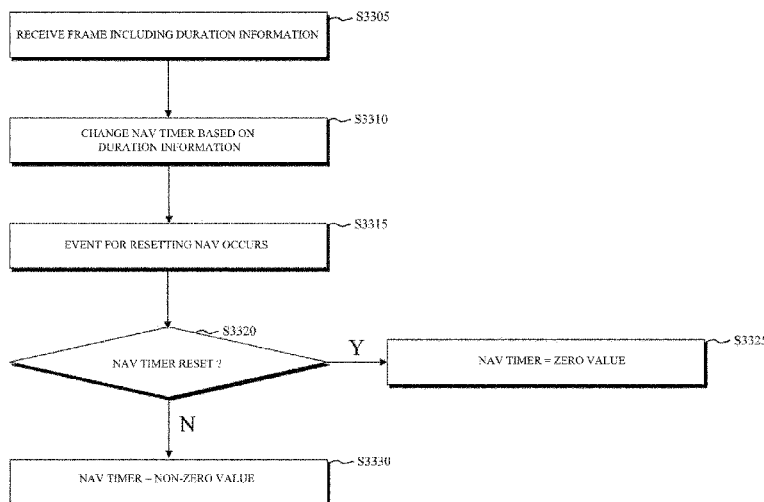 RECEIVE FRAME INCLUDING DURATION INFORMATION
S3305
CHANGE NAV TIMER BASED ON
DURATION INFORMATION
S3310
EVENT FOR RESETTING NAV OCCURS
S3315
NAV TIMER RESET ?
S3320
Y
NAV TIMER = ZERO VALUE
S3325
N
NAV TIMER = NON-ZERO VALUE
S3330